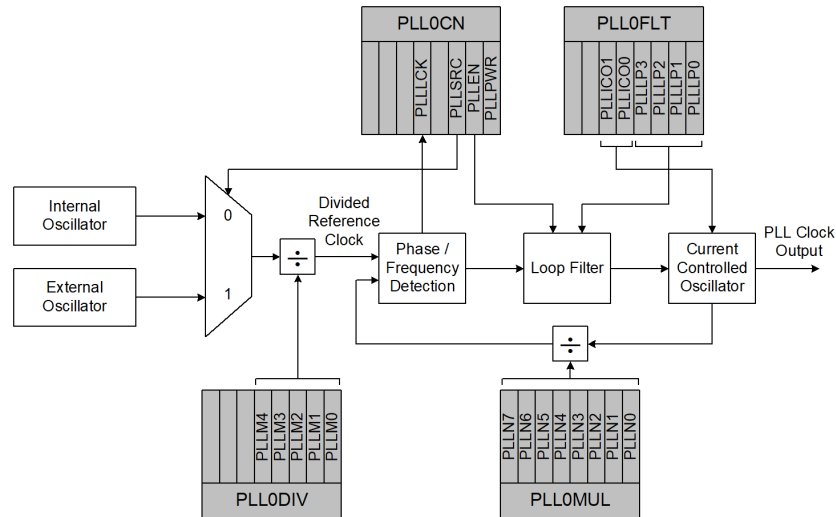 PLL0CN
PLLLCK
PLLSRC
PLLEN
PLLPWR
PLL0FLT
PLLICO1
PLLICO0
PLLLP3
PLLLP2
PLLLP1
PLLLP0
Internal
Oscillator
External
Oscillator
0
1
÷
Divided
Reference
Clock
Phase /
Frequency
Detection
Loop Filter
Current
Controlled
Oscillator
PLL Clock
Output
÷
PLLM4
PLLM3
PLLM2
PLLM1
PLLM0
PLL0DIV
PLLN7
PLLN6
PLLN5
PLLN4
PLLN3
PLLN2
PLLN1
PLLN0
PLL0MUL